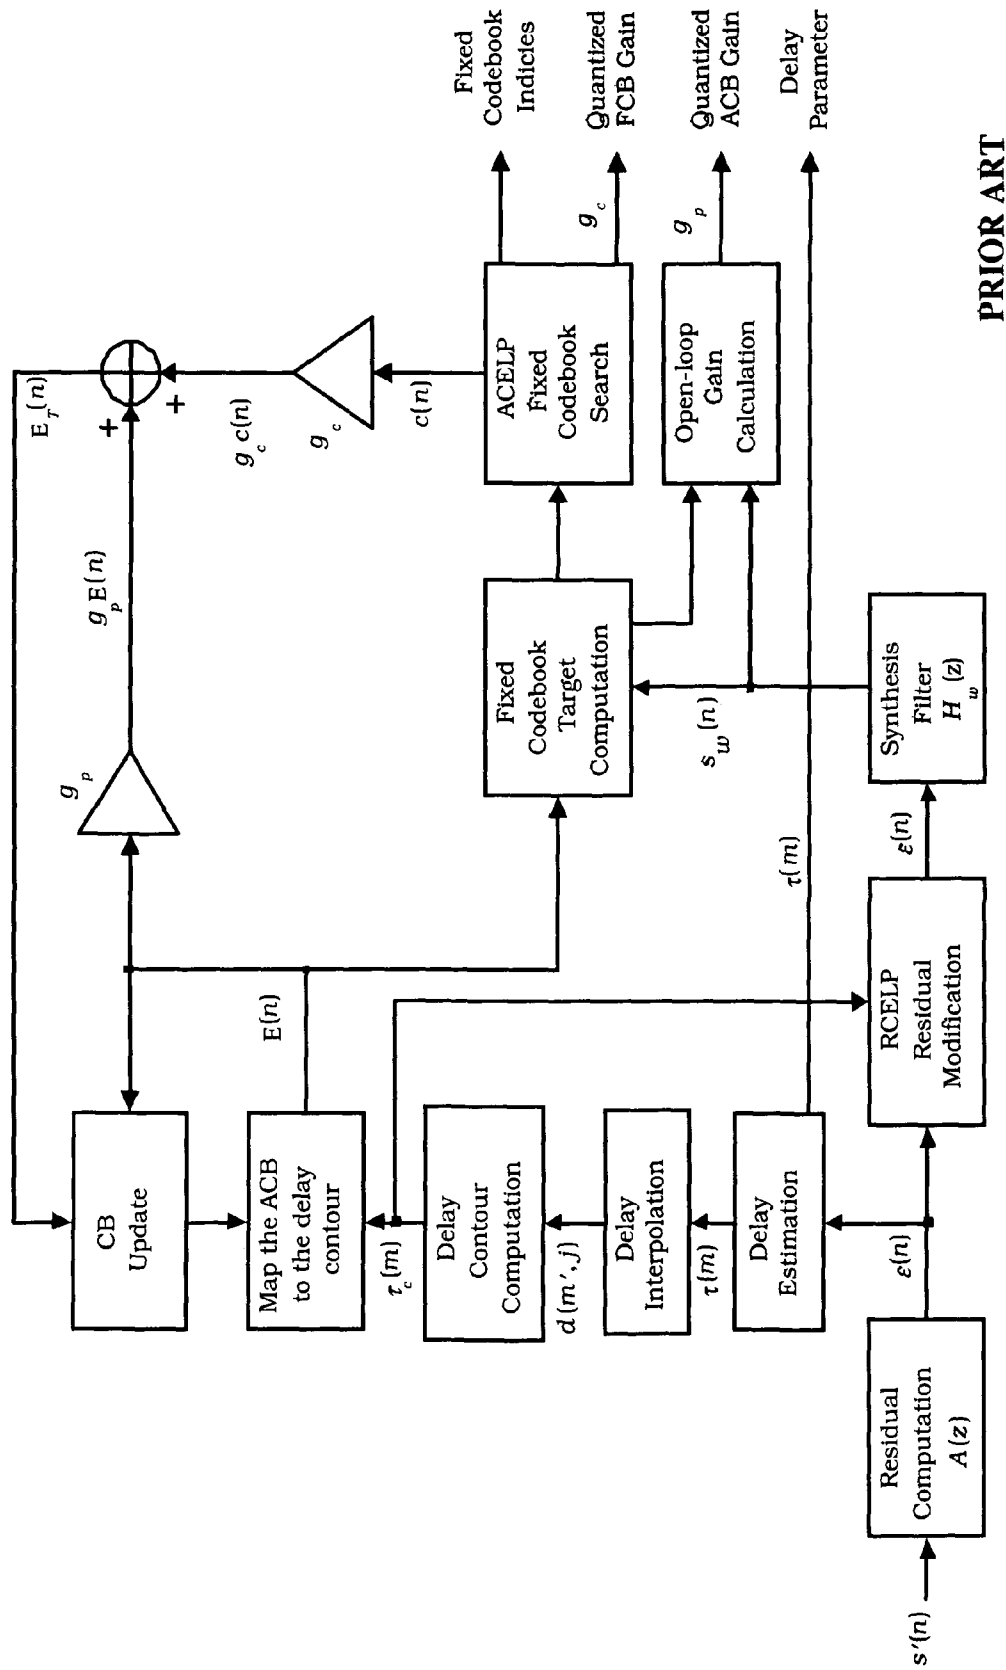 E_T(n)
CB
Update
Map the ACB
to the delay
contour
τ_c(m)
Delay
Contour
Computation
d(m′,j)
Delay
Interpolation
τ(m)
Delay
Estimation
ε(n)
Residual
Computation
A(z)
s′(n)
E(n)
g_p
g_p E(n)
+
+
g_c c(n)
g_c
c(n)
Fixed
Codebook
Target
Computation
ACELP
Fixed
Codebook
Search
Open-loop
Gain
Calculation
ŝ_w(n)
τ(m)
RCELP
Residual
Modification
ε̂(n)
Synthesis
Filter
H_w(z)
Fixed
Codebook
Indicies
g_c
Quantized
FCB Gain
g_p
Quantized
ACB Gain
Delay
Parameter
PRIOR ART